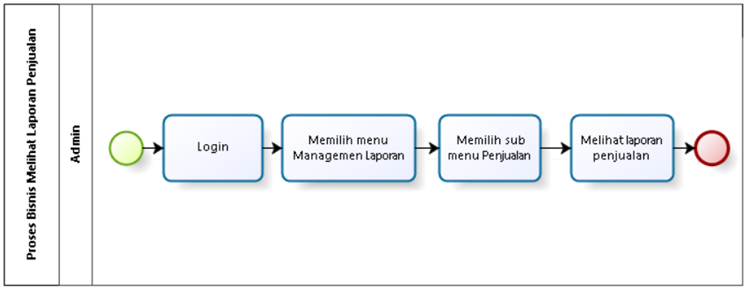 Proses Bisnis Melihat Laporan Penjualan
Admin
Login
Memilih menu
Managemen Laporan
Memilih sub
menu Penjualan
Melihat laporan
penjualan